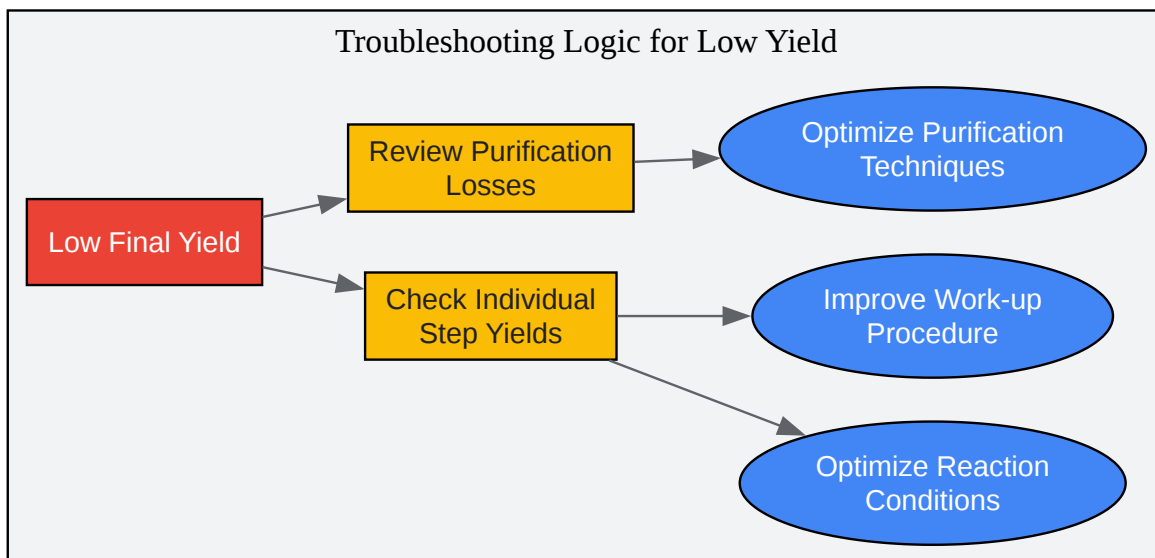 Troubleshooting Logic for Low Yield
Low Final Yield
Review Purification
Losses
Optimize Purification
Techniques
Check Individual
Step Yields
Improve Work-up
Procedure
Optimize Reaction
Conditions